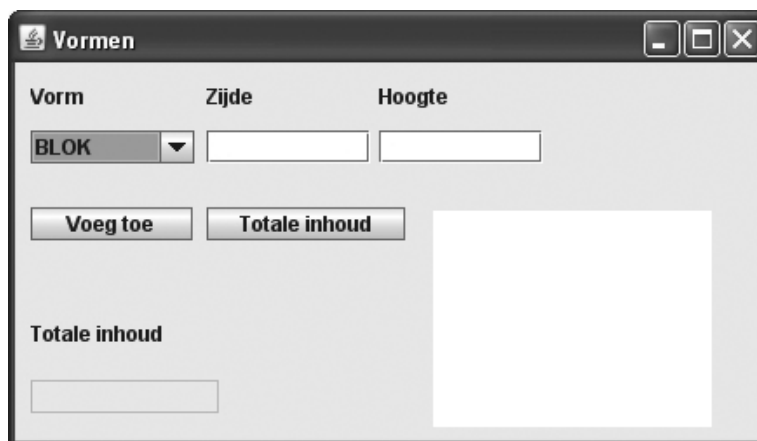 Vormen
Vorm Zijde Hoogte
BLOK
Voeg toe Totale inhoud
Totale inhoud